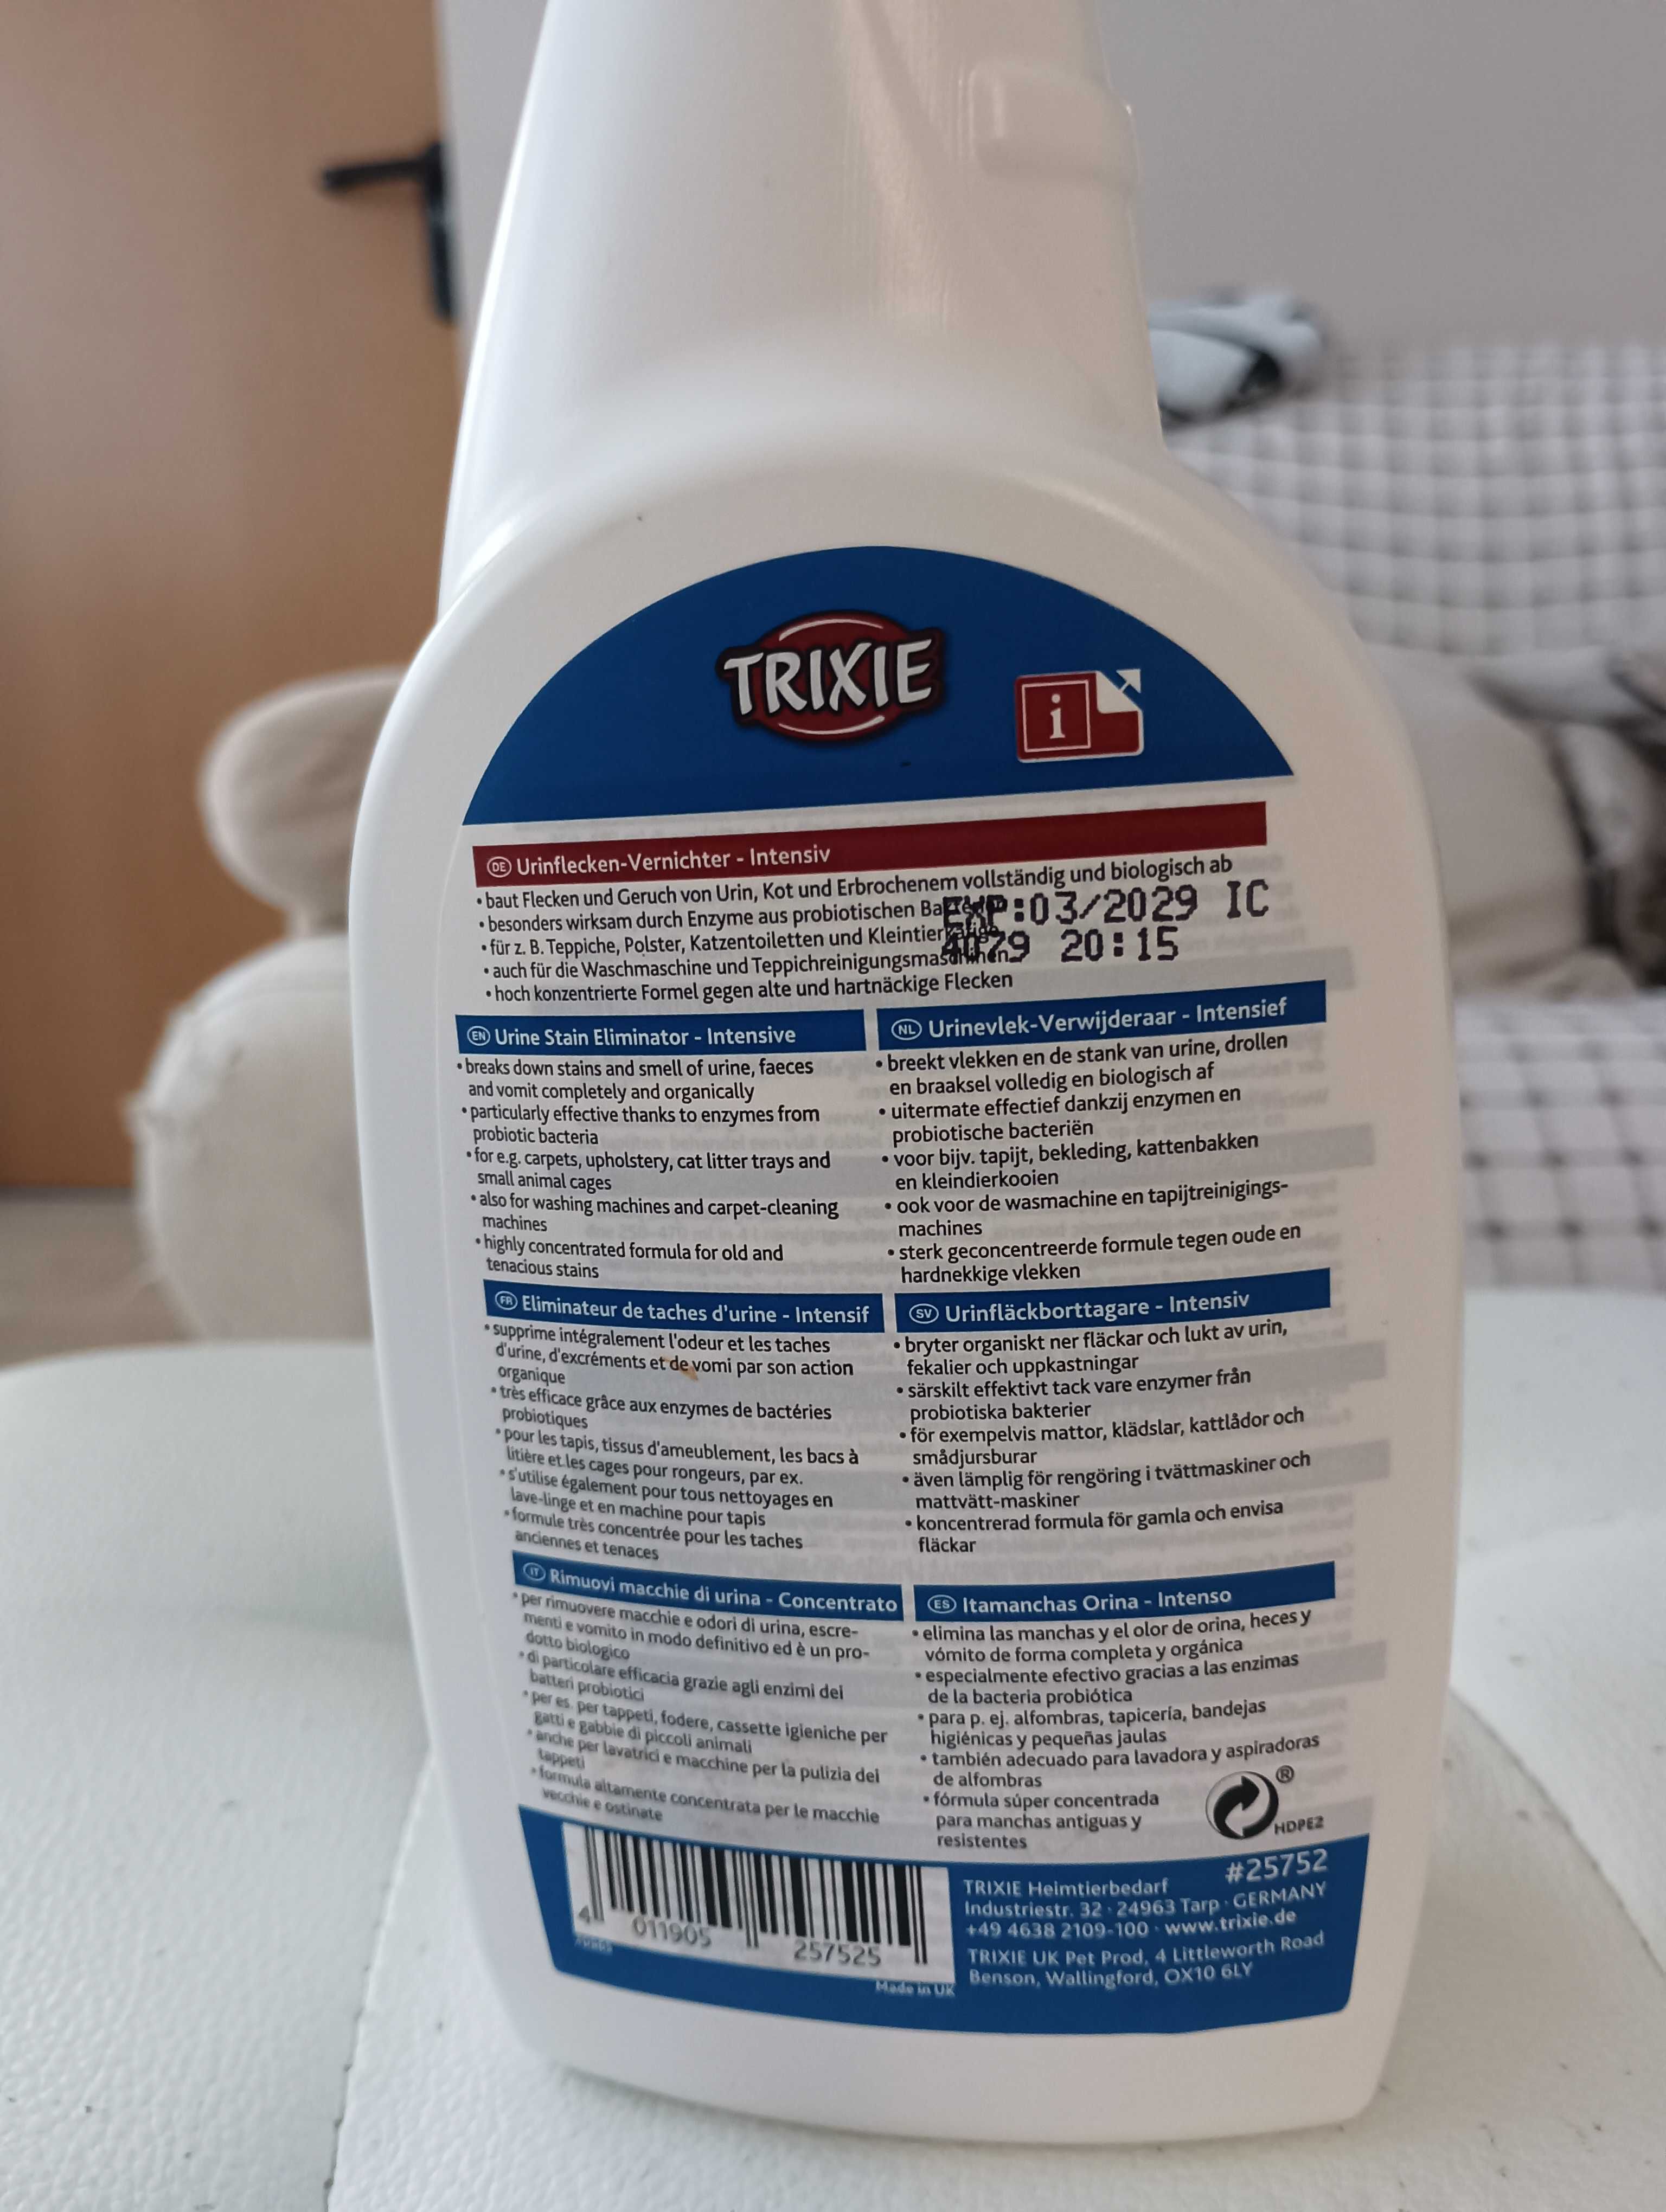 TRIXIE
i
DE Urinflecken-Vernichter - Intensiv
• baut Flecken und Geruch von Urin, Kot und Erbrochenem vollständig und biologisch ab
• besonders wirksam durch Enzyme aus probiotischen
EXP:03/2029 IC
• für z. B. Teppiche, Polster, Katzentoiletten und Kleintierkäfige
4079 20:15
• auch für die Waschmaschine und Teppichreinigungsmaschinen
• hoch konzentrierte Formel gegen alte und hartnäckige Flecken
EN Urine Stain Eliminator - Intensive
• breaks down stains and smell of urine, faeces
and vomit completely and organically
• particularly effective thanks to enzymes from
probiotic bacteria
• for e.g. carpets, upholstery, cat litter trays and
small animal cages
• also for washing machines and carpet-cleaning
machines
• highly concentrated formula for old and
tenacious stains
NL Urinevlek-Verwijderaar - Intensief
• breekt vlekken en de stank van urine, drollen
en braaksel volledig en biologisch af
• uitermate effectief dankzij enzymen en
probiotische bacteriën
• voor bijv. tapijt, bekleding, kattenbakken
en kleindierkooien
• ook voor de wasmachine en tapijtreinigings-
machines
• sterk geconcentreerde formule tegen oude en
hardnekkige vlekken
FR Eliminateur de taches d'urine - Intensif
• supprime intégralement l'odeur et les taches
d'urine, d'excréments et de vomi par son action
organique
• très efficace grâce aux enzymes de bactéries
probiotiques
• pour les tapis, tissus d'ameublement, les bacs à
litière et les cages pour rongeurs, par ex.
• s'utilise également pour tous nettoyages en
lave-linge et en machine pour tapis
• formule très concentrée pour les taches
anciennes et tenaces
SV Urinfläckborttagare - Intensiv
• bryter organiskt ner fläckar och lukt av urin,
fekalier och uppkastningar
• särskilt effektivt tack vare enzymer från
probiotiska bakterier
• för exempelvis mattor, klädslar, kattlådor och
smådjursburar
• även lämplig för rengöring i tvättmaskiner och
mattvätt-maskiner
• koncentrerad formula för gamla och envisa
fläckar
IT Rimuovi macchie di urina - Concentrato
• per rimuovere macchie e odori di urina, escre-
menti e vomito in modo definitivo ed è un pro-
dotto biologico
• di particolare efficacia grazie agli enzimi dei
batteri probiotici
• per es. per tappeti, fodere, cassette igieniche per
gatti e gabbie di piccoli animali
• anche per lavatrici e macchine per la pulizia dei
tappeti
• formula altamente concentrata per le macchie
vecchie e ostinate
ES Itamanchas Orina - Intenso
• elimina las manchas y el olor de orina, heces y
vómito de forma completa y orgánica
• especialmente efectivo gracias a las enzimas
de la bacteria probiótica
• para p. ej. alfombras, tapicería, bandejas
higiénicas y pequeñas jaulas
• también adecuado para lavadora y aspiradoras
de alfombras
• fórmula súper concentrada
para manchas antiguas y
resistentes
®
HDPE2
4 011905 257525
Made in UK
#25752
TRIXIE Heimtierbedarf
Industriestr. 32 · 24963 Tarp · GERMANY
+49 4638 2109-100 · www.trixie.de
TRIXIE UK Pet Prod, 4 Littleworth Road
Benson, Wallingford, OX10 6LY